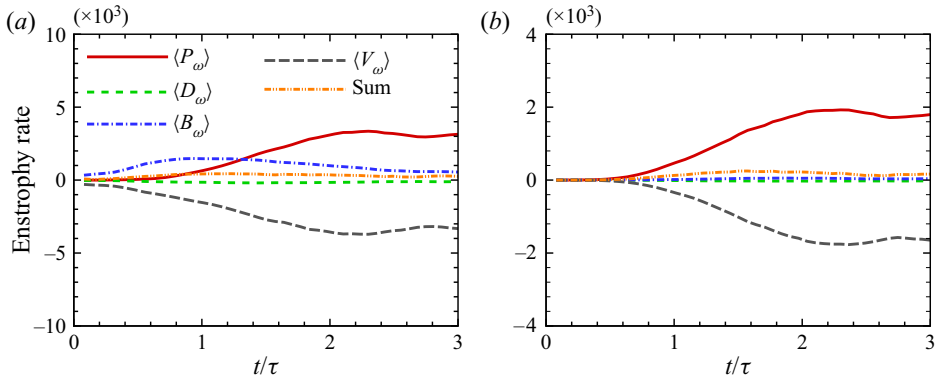 (a) (×10³) (b) (×10³)
10 4
⟨P_ω⟩ ⟨V_ω⟩
⟨D_ω⟩ Sum
⟨B_ω⟩
5 2
Enstrophy rate
0 0
−5 −2
−10 −4
0 1 2 3 0 1 2 3
t/τ t/τ